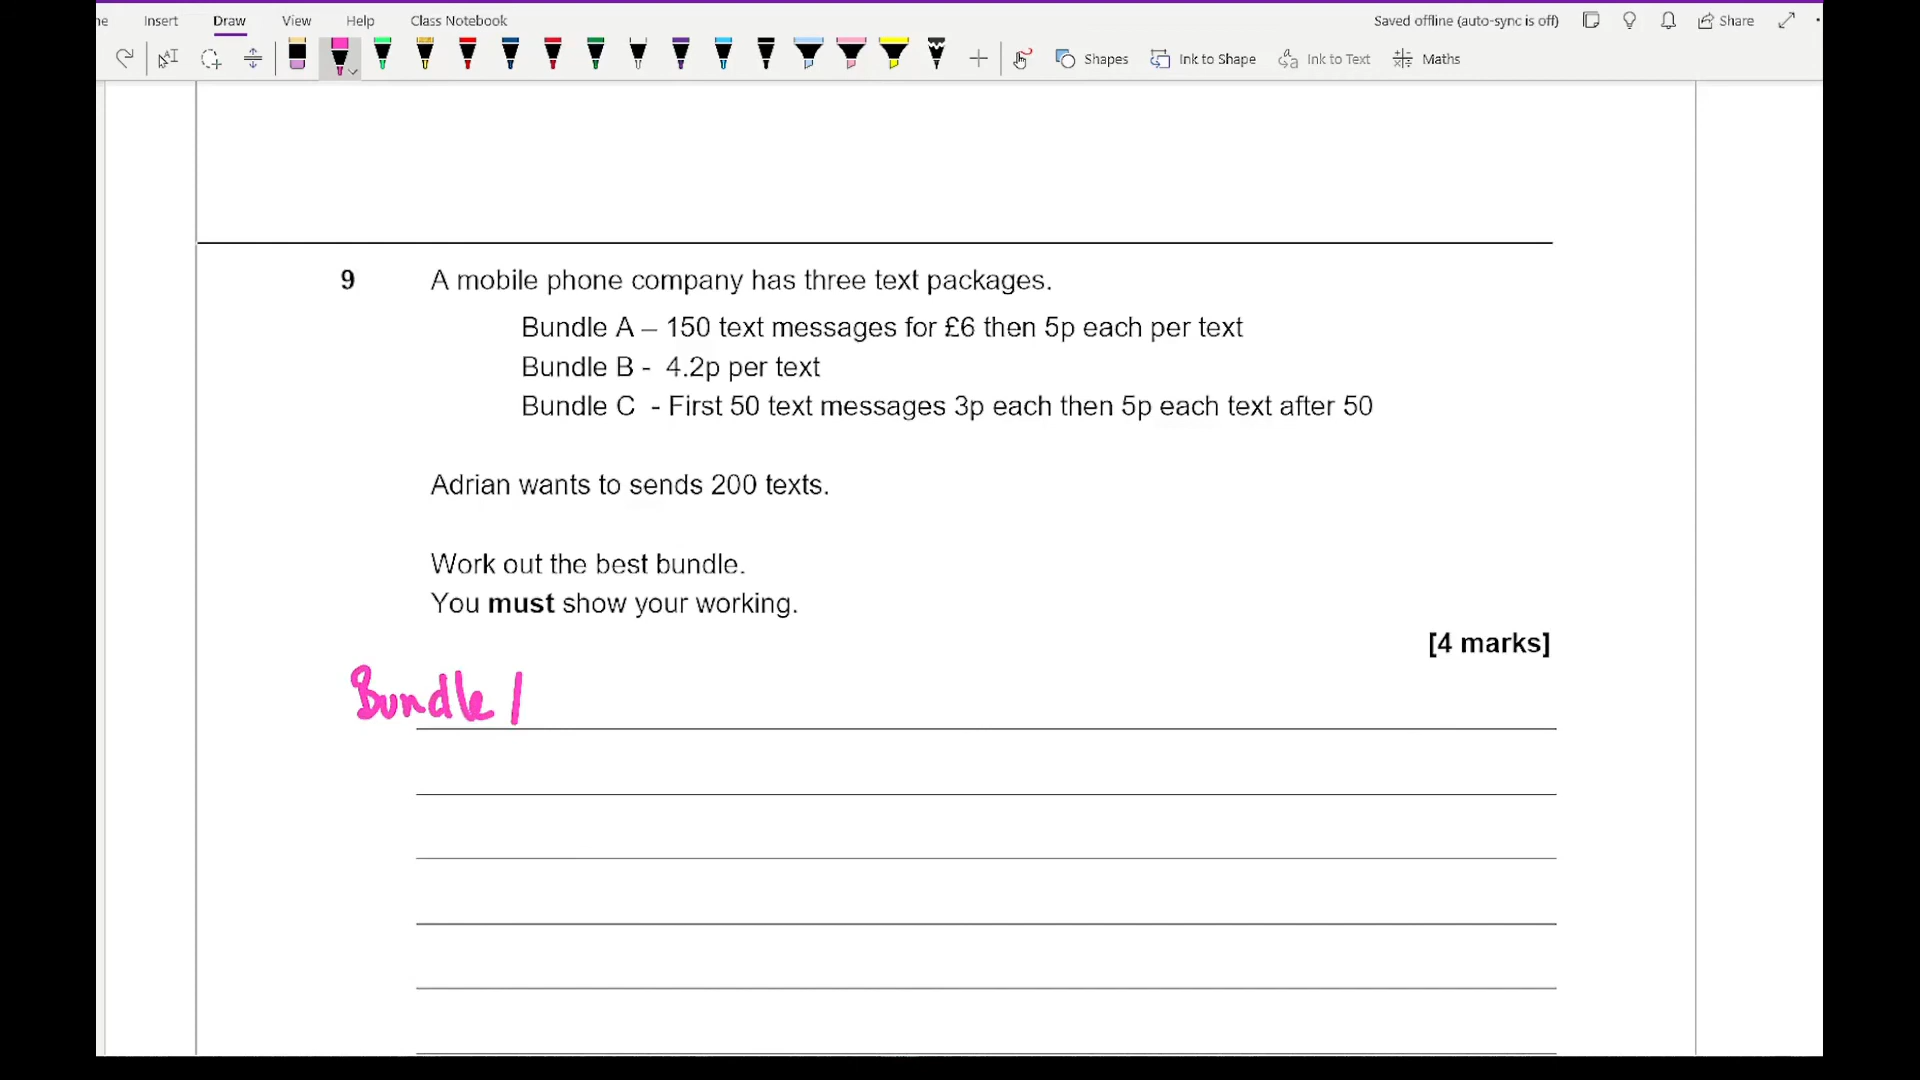 Insert Draw View Help Class Notebook Saved offline (auto-sync is off) Share
Shapes Ink to Shape Ink to Text Maths
9 A mobile phone company has three text packages.
Bundle A – 150 text messages for £6 then 5p each per text
Bundle B - 4.2p per text
Bundle C - First 50 text messages 3p each then 5p each text after 50
Adrian wants to sends 200 texts.
Work out the best bundle.
You must show your working.
[4 marks]
Bundle